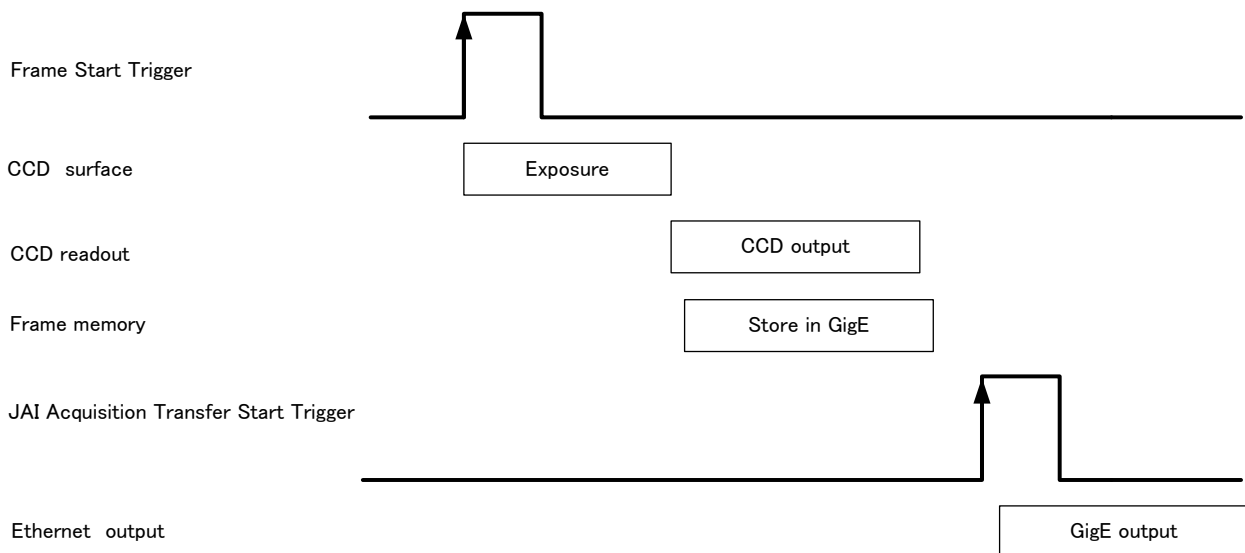 Frame Start Trigger
CCD surface
Exposure
CCD readout
CCD output
Frame memory
Store in GigE
JAI Acquisition Transfer Start Trigger
Ethernet output
GigE output